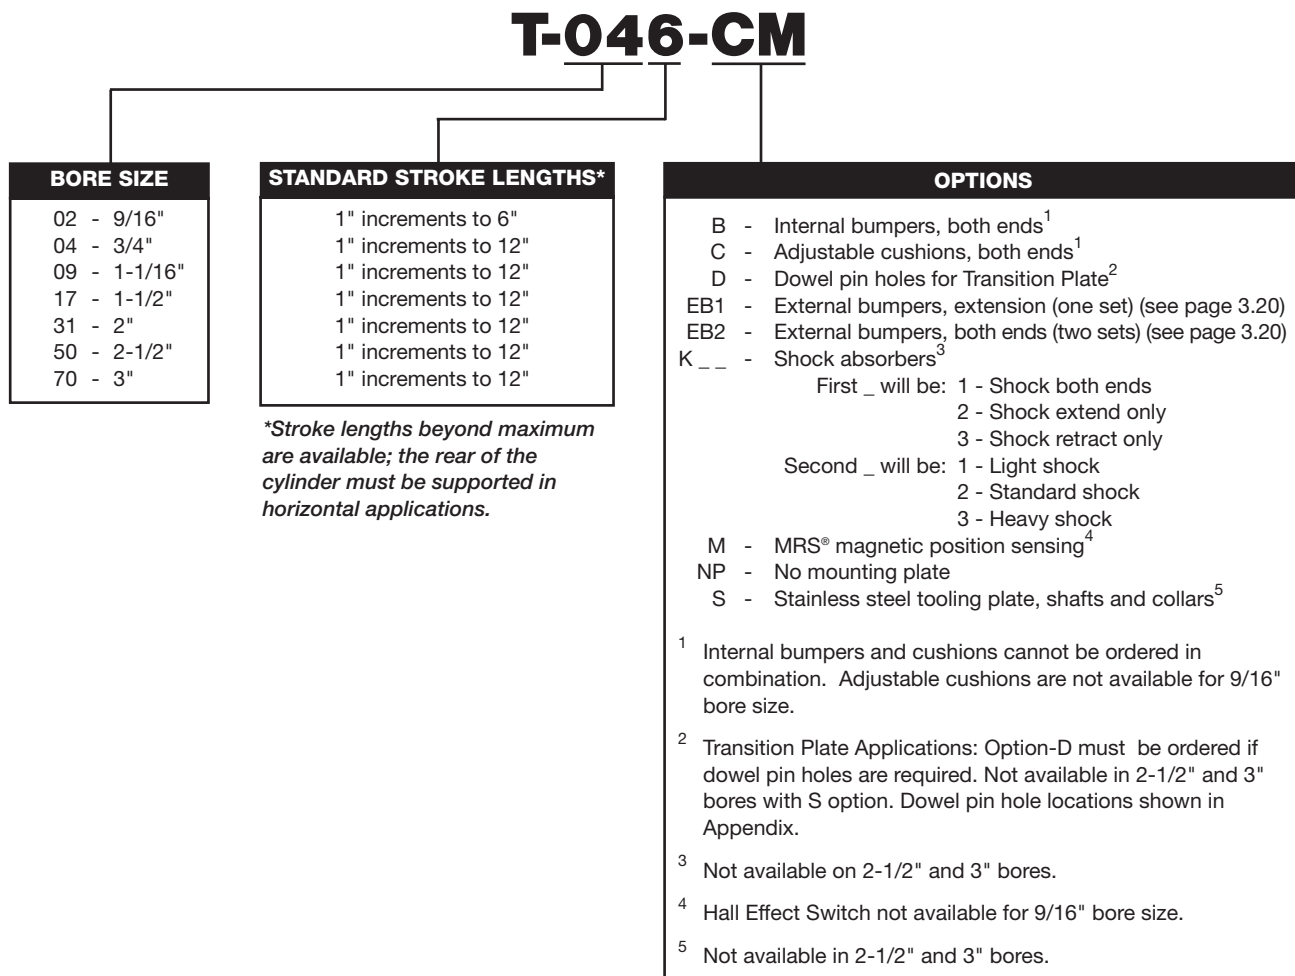 T-046-CM
BORE SIZE
02 - 9/16"
04 - 3/4"
09 - 1-1/16"
17 - 1-1/2"
31 - 2"
50 - 2-1/2"
70 - 3"
STANDARD STROKE LENGTHS*
1" increments to 6"
1" increments to 12"
1" increments to 12"
1" increments to 12"
1" increments to 12"
1" increments to 12"
1" increments to 12"
*Stroke lengths beyond maximum
are available; the rear of the
cylinder must be supported in
horizontal applications.
OPTIONS
B - Internal bumpers, both ends1
C - Adjustable cushions, both ends1
D - Dowel pin holes for Transition Plate2
EB1 - External bumpers, extension (one set) (see page 3.20)
EB2 - External bumpers, both ends (two sets) (see page 3.20)
K _ _ - Shock absorbers3
First _ will be: 1 - Shock both ends
2 - Shock extend only
3 - Shock retract only
Second _ will be: 1 - Light shock
2 - Standard shock
3 - Heavy shock
M - MRS® magnetic position sensing4
NP - No mounting plate
S - Stainless steel tooling plate, shafts and collars5
1 Internal bumpers and cushions cannot be ordered in
combination. Adjustable cushions are not available for 9/16"
bore size.
2 Transition Plate Applications: Option-D must be ordered if
dowel pin holes are required. Not available in 2-1/2" and 3"
bores with S option. Dowel pin hole locations shown in
Appendix.
3 Not available on 2-1/2" and 3" bores.
4 Hall Effect Switch not available for 9/16" bore size.
5 Not available in 2-1/2" and 3" bores.